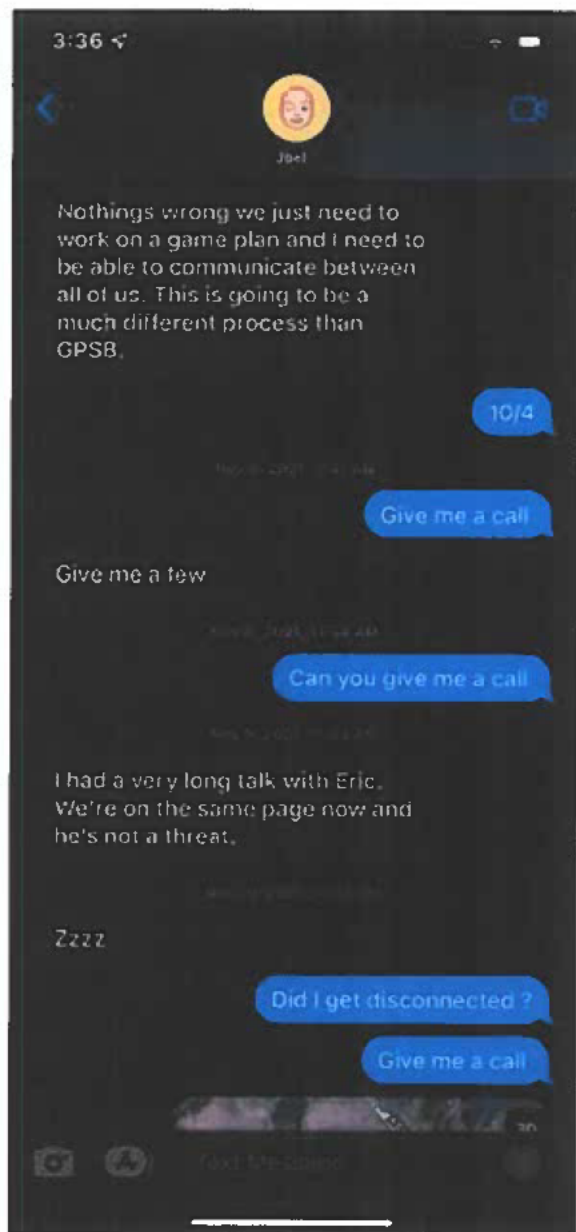 3:36
Joel
Nothings wrong we just need to
work on a game plan and I need to
be able to communicate between
all of us. This is going to be a
much different process than
GPSB.
10/4
Give me a call
Give me a few
Can you give me a call
I had a very long talk with Eric.
We're on the same page now and
he's not a threat.
Zzzz
Did I get disconnected ?
Give me a call
Text Message